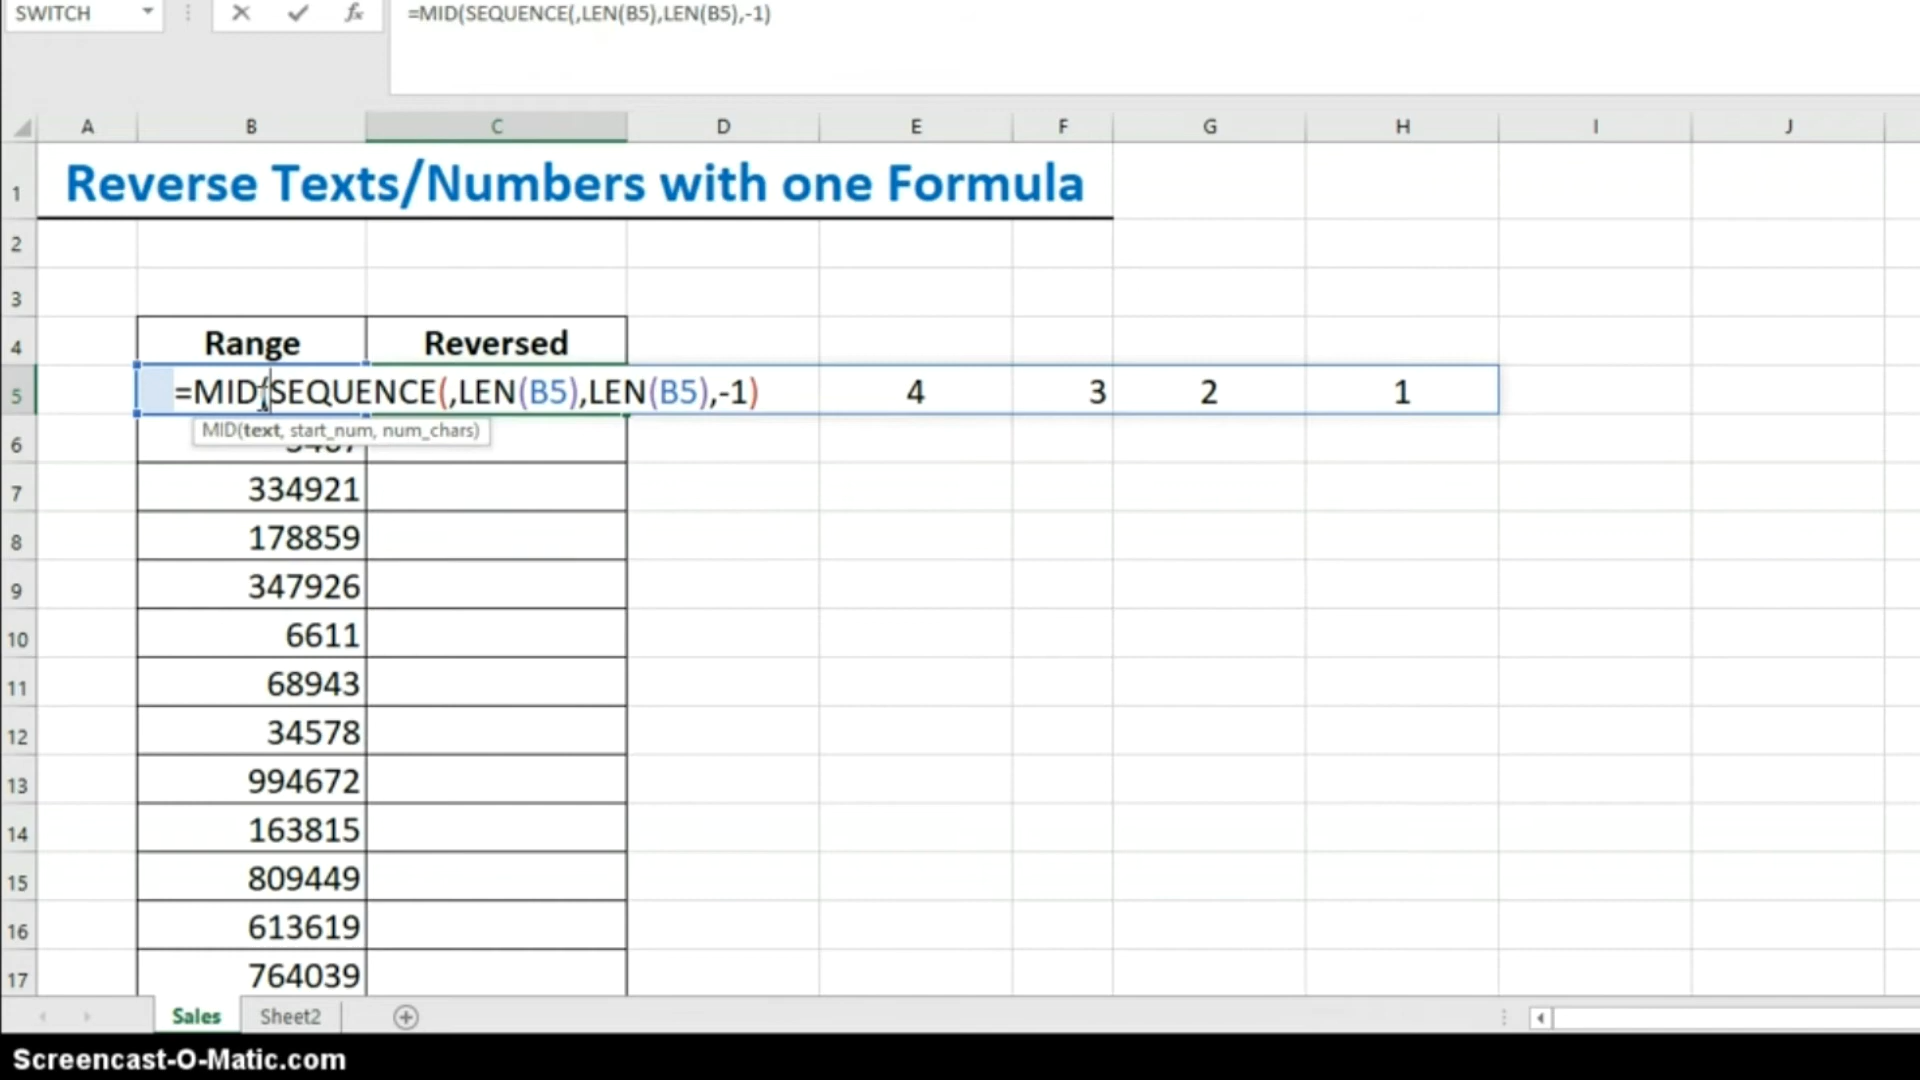 SWITCH fx =MID(SEQUENCE(,LEN(B5),LEN(B5),-1)
A B C D E F G H I J
1 Reverse Texts/Numbers with one Formula
2
3
4 Range Reversed
5 =MID(SEQUENCE(,LEN(B5),LEN(B5),-1) 4 3 2 1
MID(text, start_num, num_chars)
6
7 334921
8 178859
9 347926
10 6611
11 68943
12 34578
13 994672
14 163815
15 809449
16 613619
17 764039
Sales Sheet2
Screencast-O-Matic.com